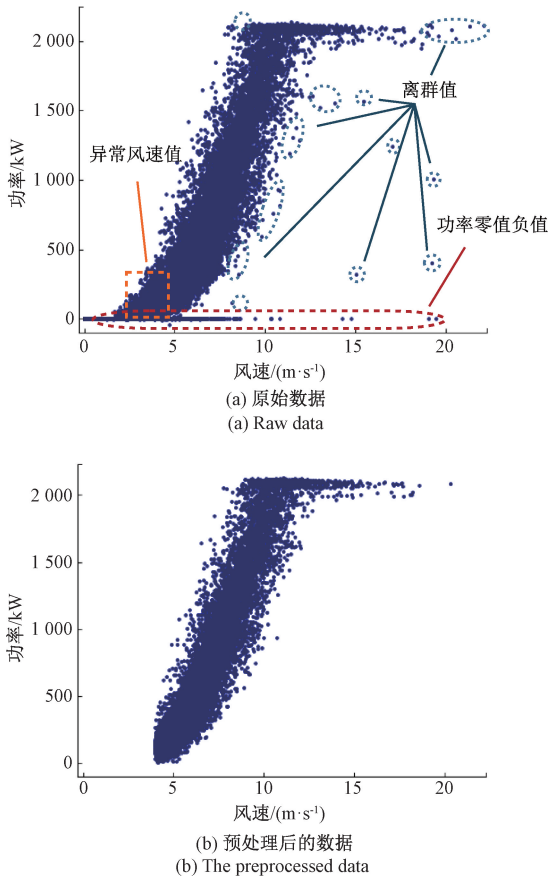 2 000
1 500
1 000
500
0
功率/kW
异常风速值
离群值
功率零值负值
0
5
10
15
20
风速/(m·s-1)
(a) 原始数据
(a) Raw data
2 000
1 500
1 000
500
0
功率/kW
0
5
10
15
20
风速/(m·s-1)
(b) 预处理后的数据
(b) The preprocessed data